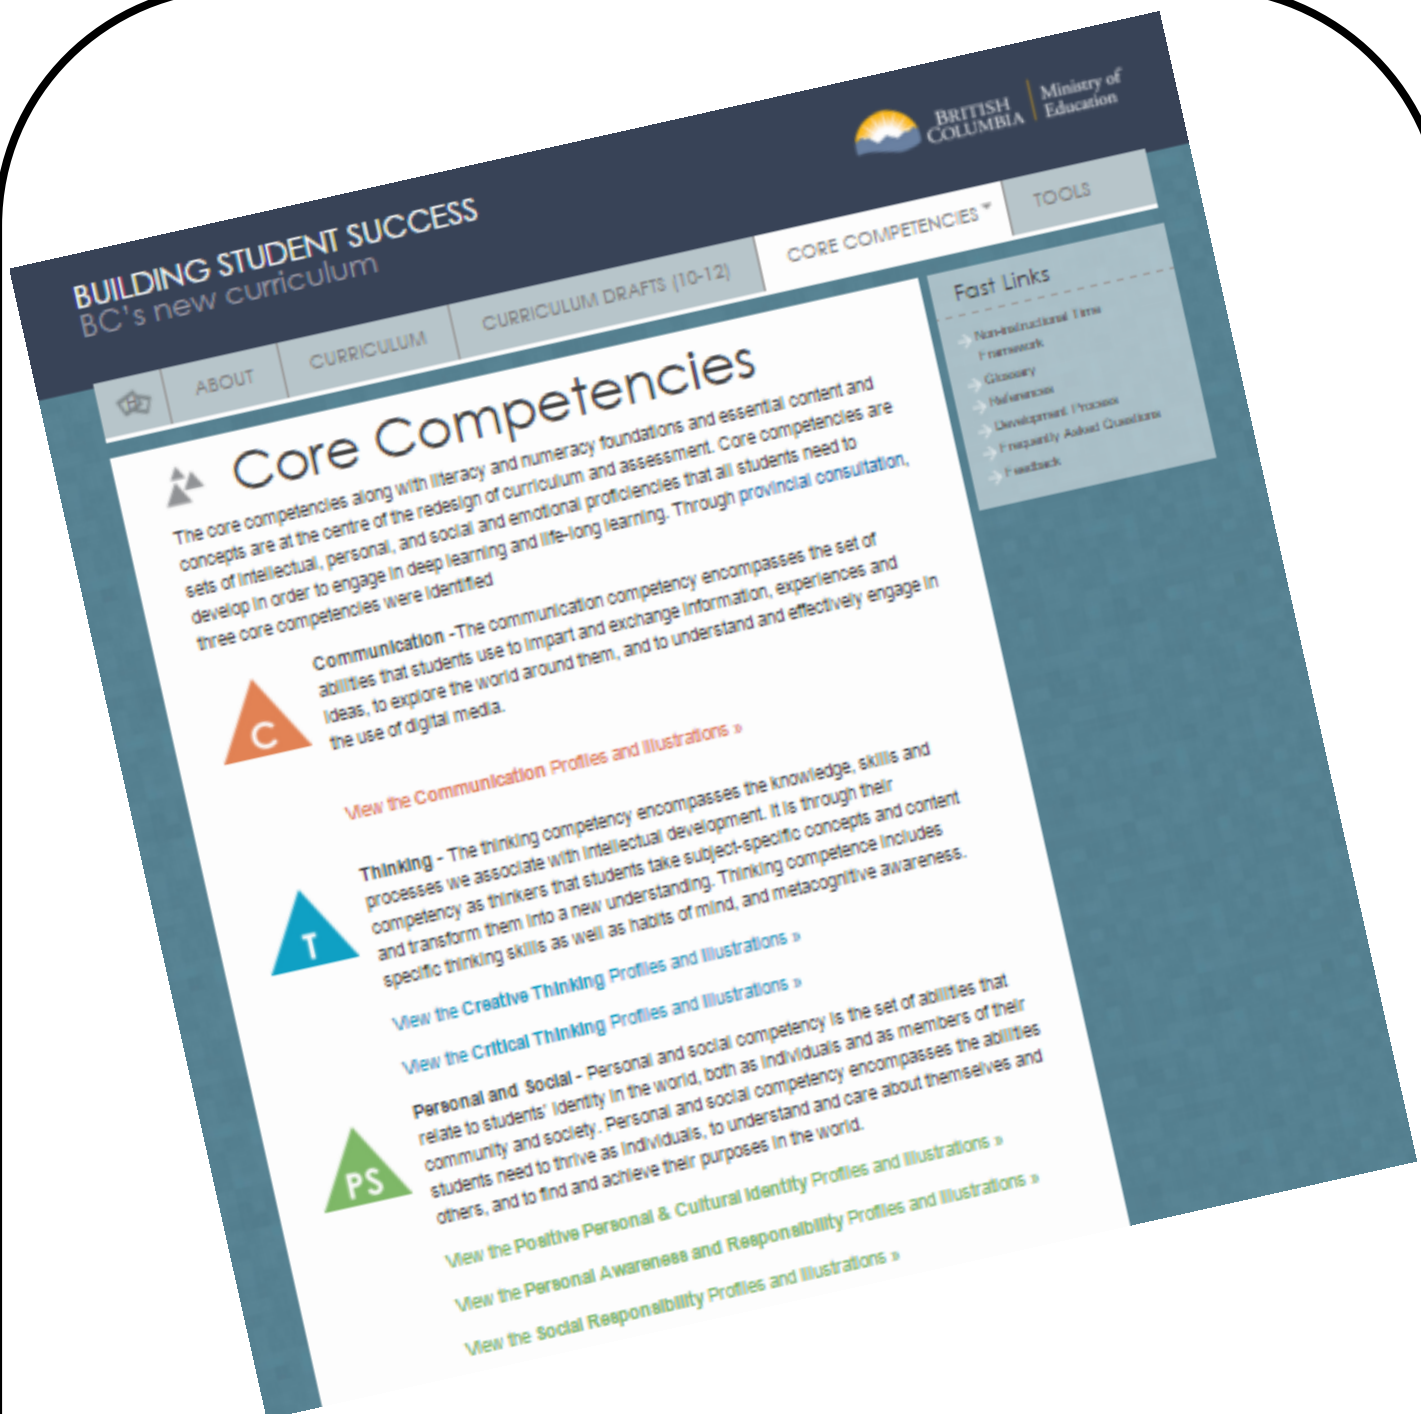 BRITISH
COLUMBIA
Ministry of
Education
BUILDING STUDENT SUCCESS
BC's new curriculum
ABOUT
CURRICULUM
CURRICULUM DRAFTS (10-12)
CORE COMPETENCIES
TOOLS
Core Competencies
The core competencies along with literacy and numeracy foundations and essential content and
concepts are at the centre of the redesign of curriculum and assessment. Core competencies are
sets of intellectual, personal, and social and emotional proficiencies that all students need to
develop in order to engage in deep learning and life-long learning. Through provincial consultation,
three core competencies were identified
C
Communication -The communication competency encompasses the set of
abilities that students use to impart and exchange information, experiences and
ideas, to explore the world around them, and to understand and effectively engage in
the use of digital media.
View the Communication Profiles and Illustrations »
T
Thinking - The thinking competency encompasses the knowledge, skills and
processes we associate with intellectual development. It is through their
competency as thinkers that students take subject-specific concepts and content
and transform them into a new understanding. Thinking competence includes
specific thinking skills as well as habits of mind, and metacognitive awareness.
View the Creative Thinking Profiles and Illustrations »
View the Critical Thinking Profiles and Illustrations »
PS
Personal and Social - Personal and social competency is the set of abilities that
relate to students' identity in the world, both as individuals and as members of their
community and society. Personal and social competency encompasses the abilities
students need to thrive as individuals, to understand and care about themselves and
others, and to find and achieve their purposes in the world.
View the Positive Personal & Cultural Identity Profiles and Illustrations »
View the Personal Awareness and Responsibility Profiles and Illustrations »
View the Social Responsibility Profiles and Illustrations »
Fast Links
Non-Instructional Time
Framework
Glossary
References
Development Process
Frequently Asked Questions
Feedback